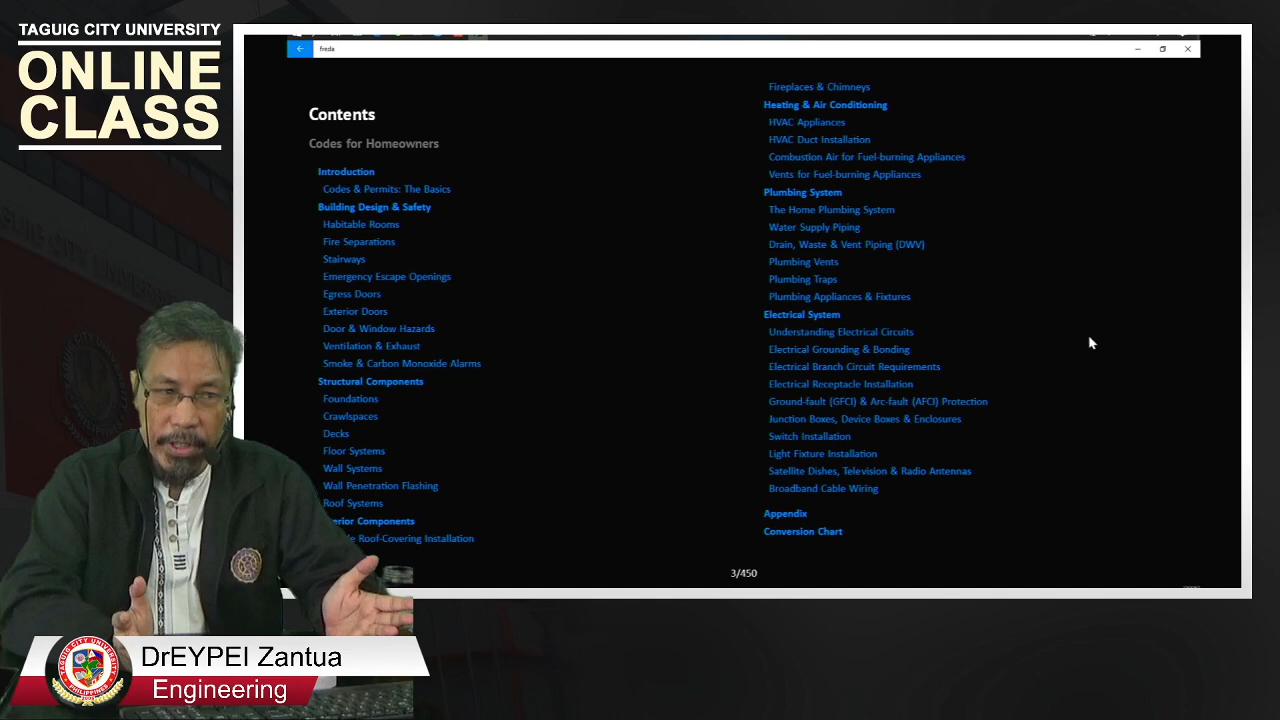 TAGUIG CITY UNIVERSITY
ONLINE
CLASS
freda
Contents
Codes for Homeowners
Introduction
Codes & Permits: The Basics
Building Design & Safety
Habitable Rooms
Fire Separations
Stairways
Emergency Escape Openings
Egress Doors
Exterior Doors
Door & Window Hazards
Ventilation & Exhaust
Smoke & Carbon Monoxide Alarms
Structural Components
Foundations
Crawlspaces
Decks
Floor Systems
Wall Systems
Wall Penetration Flashing
Roof Systems
Components
Roof-Covering Installation
Fireplaces & Chimneys
Heating & Air Conditioning
HVAC Appliances
HVAC Duct Installation
Combustion Air for Fuel-burning Appliances
Vents for Fuel-burning Appliances
Plumbing System
The Home Plumbing System
Water Supply Piping
Drain, Waste & Vent Piping (DWV)
Plumbing Vents
Plumbing Traps
Plumbing Appliances & Fixtures
Electrical System
Understanding Electrical Circuits
Electrical Grounding & Bonding
Electrical Branch Circuit Requirements
Electrical Receptacle Installation
Ground-fault (GFCI) & Arc-fault (AFCI) Protection
Junction Boxes, Device Boxes & Enclosures
Switch Installation
Light Fixture Installation
Satellite Dishes, Television & Radio Antennas
Broadband Cable Wiring
Appendix
Conversion Chart
3/450
DrEYPEI Zantua
Engineering
TAGUIG CITY UNIVERSITY
PHILIPPINES